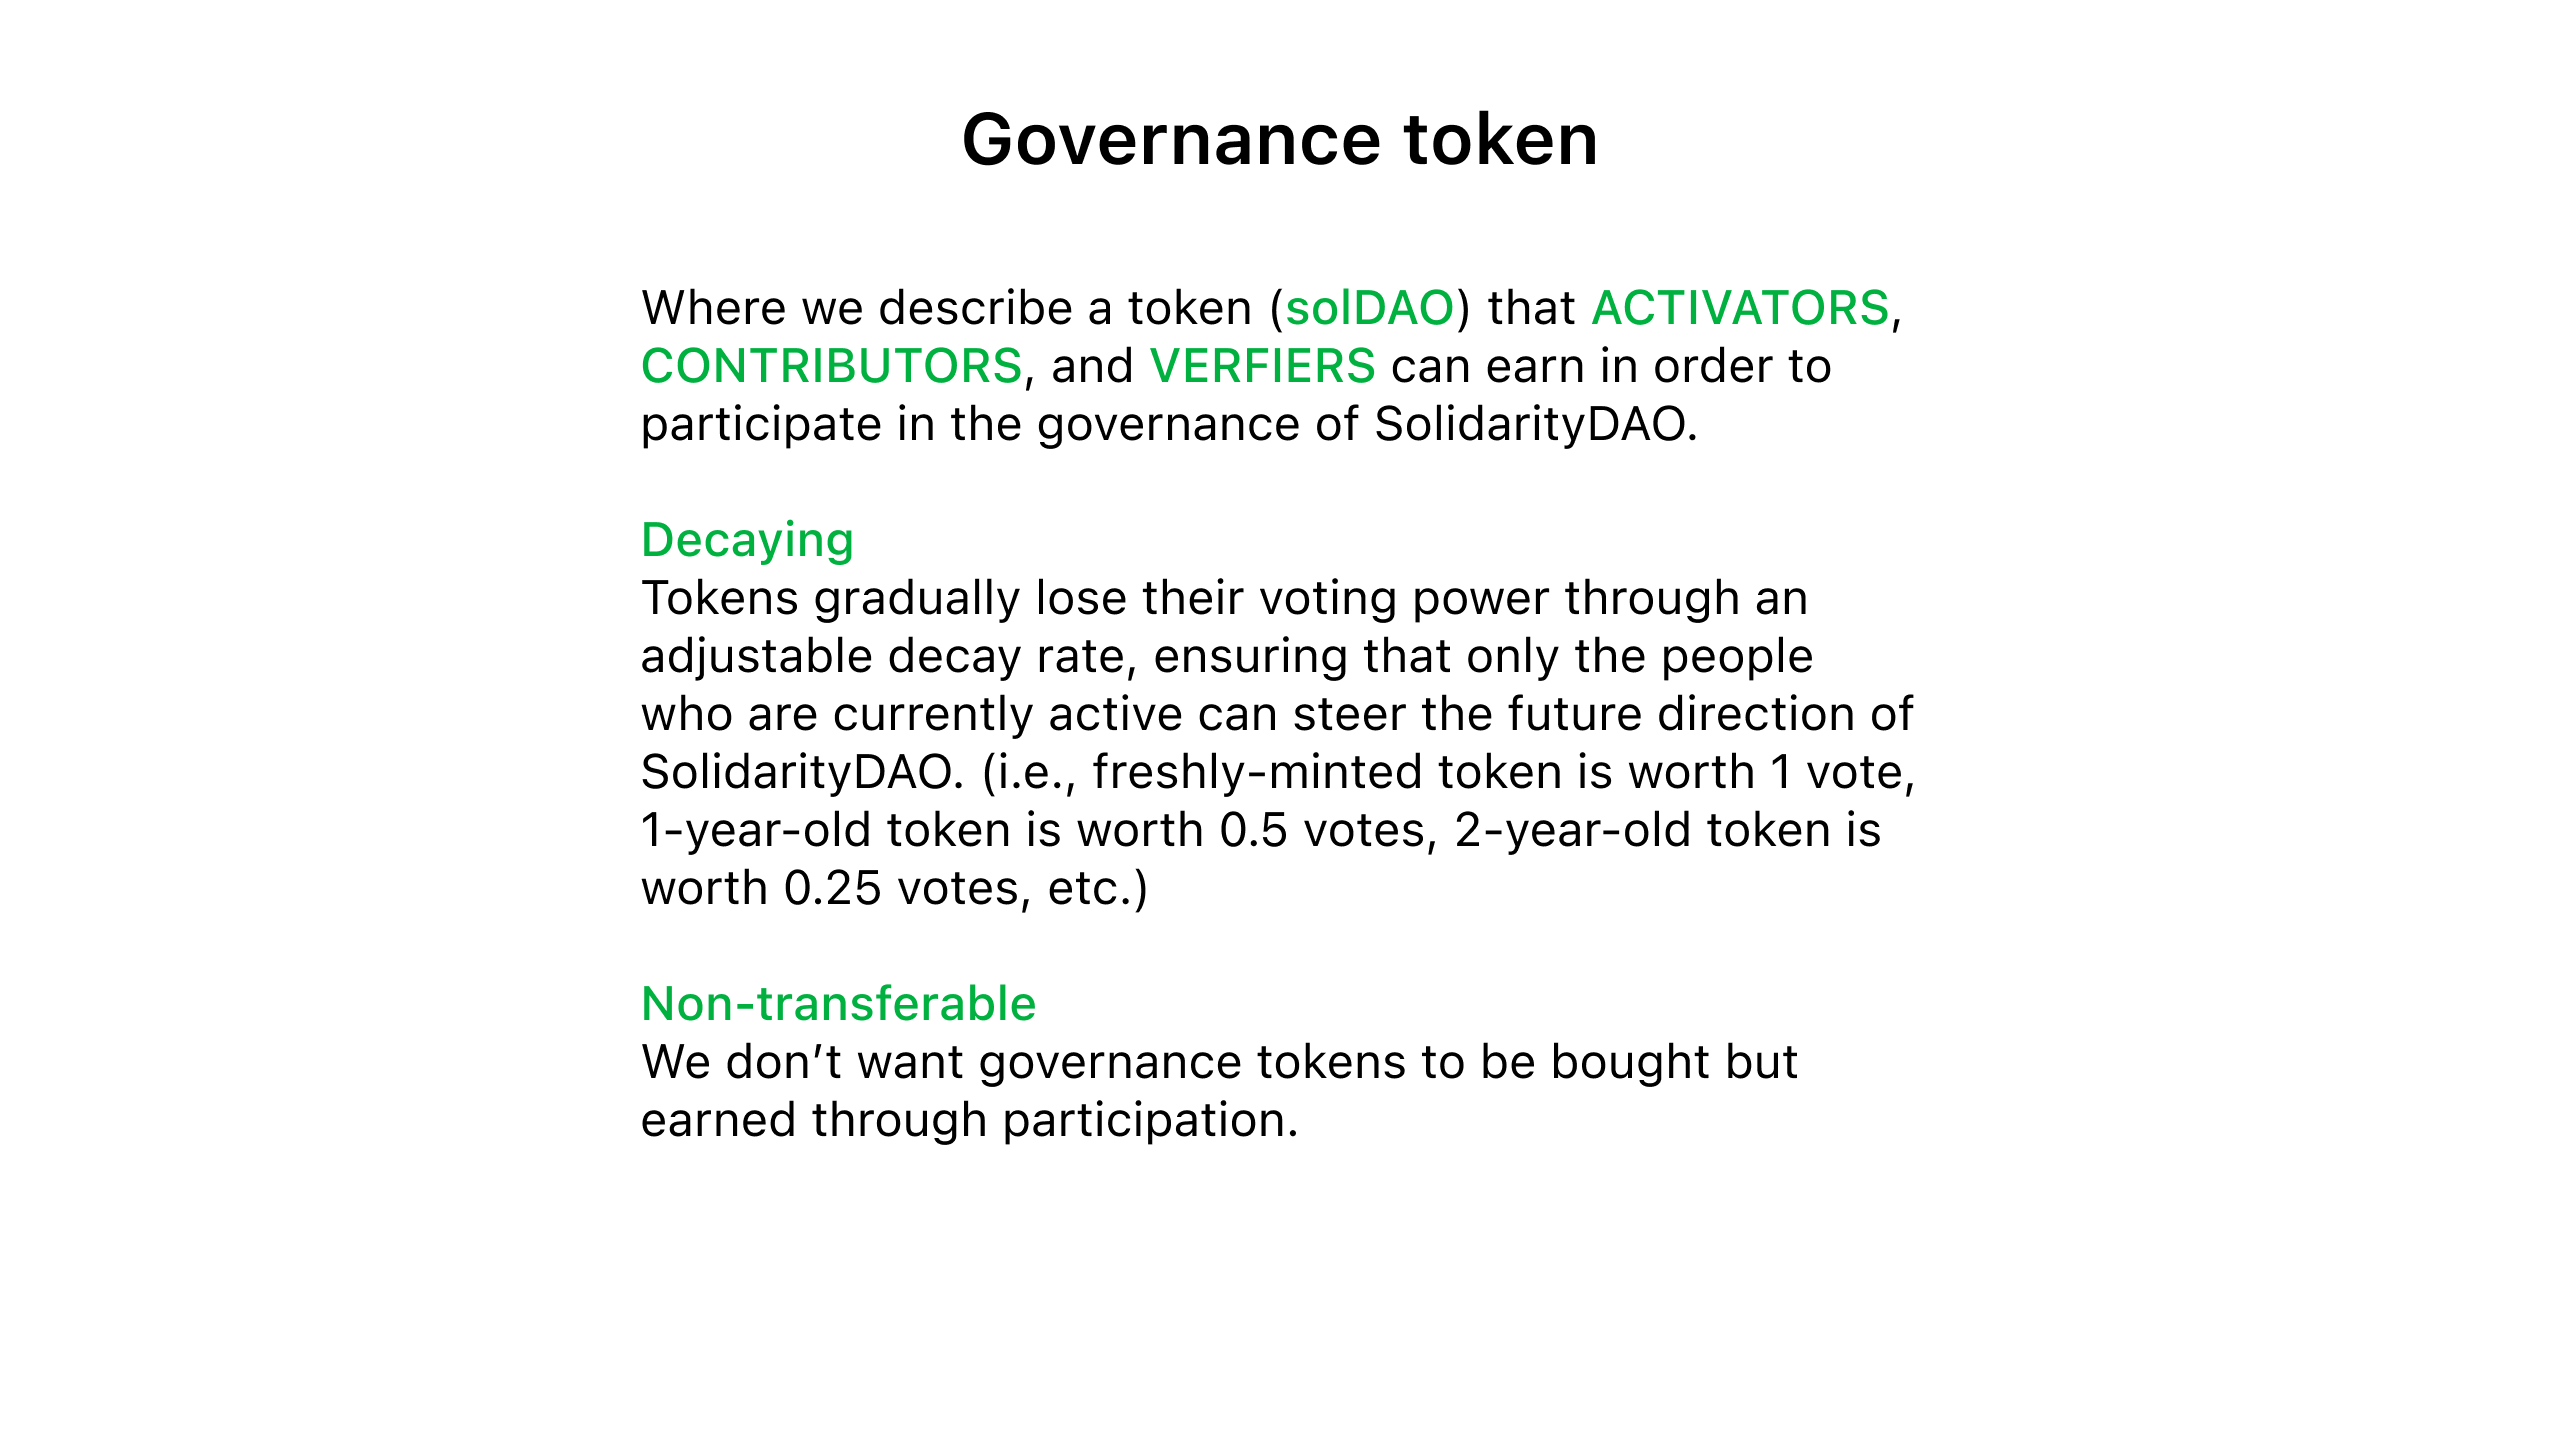 Governance token
Where we describe a token (solDAO) that ACTIVATORS,
CONTRIBUTORS, and VERFIERS can earn in order to
participate in the governance of SolidarityDAO.
Decaying
Tokens gradually lose their voting power through an
adjustable decay rate, ensuring that only the people
who are currently active can steer the future direction of
SolidarityDAO. (i.e., freshly-minted token is worth 1 vote,
1-year-old token is worth 0.5 votes, 2-year-old token is
worth 0.25 votes, etc.)
Non-transferable
We don’t want governance tokens to be bought but
earned through participation.